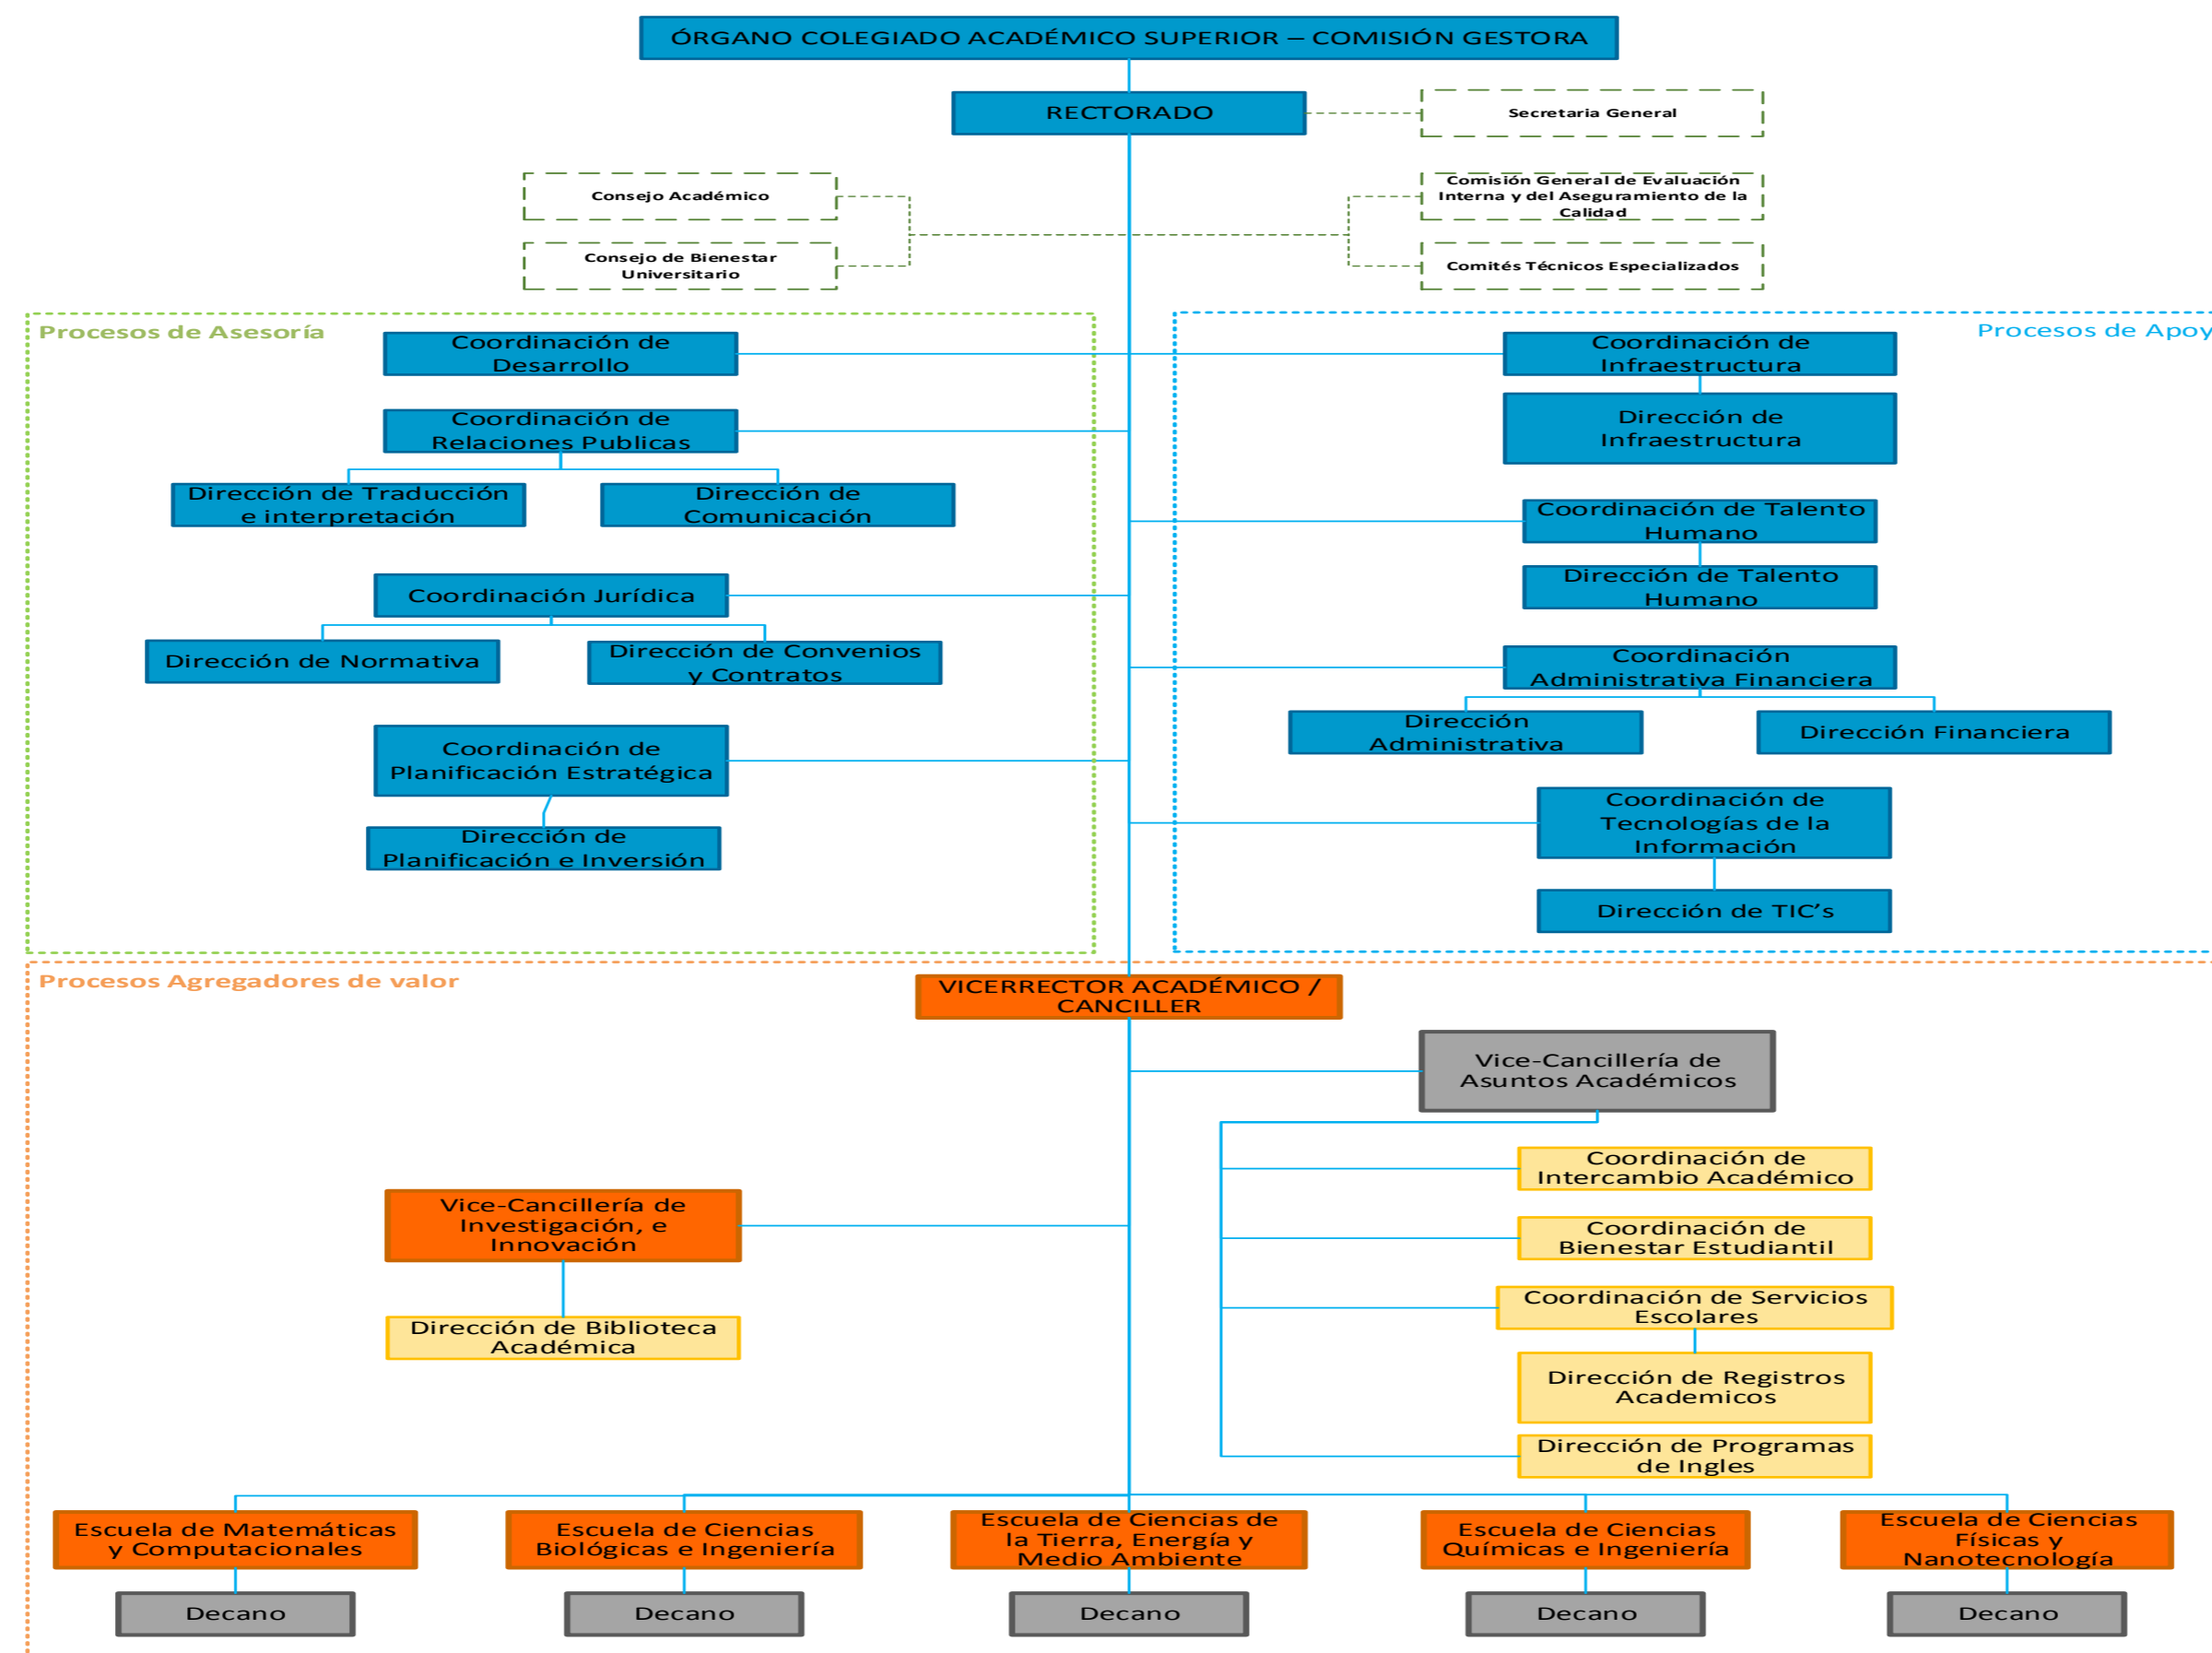 ÓRGANO COLEGIADO ACADÉMICO SUPERIOR – COMISIÓN GESTORA
RECTORADO
Secretaria General
Consejo Académico
Comisión General de Evaluación
Interna y del Aseguramiento de la
Calidad
Consejo de Bienestar
Universitario
Comités Técnicos Especializados
Procesos de Asesoría
Coordinación de
Desarrollo
Coordinación de
Relaciones Publicas
Dirección de Traducción
e interpretación
Dirección de
Comunicación
Coordinación Jurídica
Dirección de Normativa
Dirección de Convenios
y Contratos
Coordinación de
Planificación Estratégica
Dirección de
Planificación e Inversión
Procesos de Apoy
Coordinación de
Infraestructura
Dirección de
Infraestructura
Coordinación de Talento
Humano
Dirección de Talento
Humano
Coordinación
Administrativa Financiera
Dirección
Administrativa
Dirección Financiera
Coordinación de
Tecnologías de la
Información
Dirección de TIC’s
Procesos Agregadores de valor
VICERRECTOR ACADÉMICO /
CANCILLER
Vice-Cancillería de
Asuntos Académicos
Coordinación de
Intercambio Académico
Coordinación de
Bienestar Estudiantil
Coordinación de Servicios
Escolares
Dirección de Registros
Academicos
Dirección de Programas
de Ingles
Vice-Cancillería de
Investigación, e
Innovación
Dirección de Biblioteca
Académica
Escuela de Matemáticas
y Computacionales
Escuela de Ciencias
Biológicas e Ingeniería
Escuela de Ciencias de
la Tierra, Energía y
Medio Ambiente
Escuela de Ciencias
Químicas e Ingeniería
Escuela de Ciencias
Físicas y
Nanotecnología
Decano
Decano
Decano
Decano
Decano